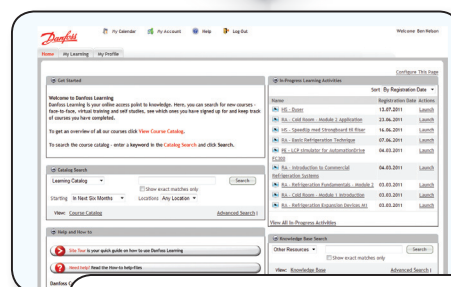 Danfoss
My Calendar My Account Help Log Out
Welcome Ben Nelson
Home My Learning My Profile
Configure This Page
Get Started
Welcome to Danfoss Learning
Danfoss Learning is your online access point to knowledge. Here, you can search for new courses -
face-to-face, virtual training and self studies, see which ones you have signed up for and keep track
of courses you have completed.
To get an overview of all our courses click View Course Catalog.
To search the course catalog - enter a keyword in the Catalog Search and click Search.
Catalog Search
Learning Catalog Search
Show exact matches only
Starting In Next Six Months Locations Any Location
View: Course Catalog Advanced Search
Help and How-to
Site Tour is your quick guide on how to use Danfoss Learning
Need help? Read the How-to help-files
Danfoss
In-Progress Learning Activities
Sort By Registration Date
Name Registration Date Actions
HS - Dozer 13.07.2011 Launch
RA - Cold Room - Module 2 Application 23.06.2011 Launch
HS - SpeedUp med Strongboard til fliser 16.06.2011 Launch
RA - Basic Refrigeration Technique 07.06.2011 Launch
PE - LCP simulator for AutomationDrive 04.03.2011 Launch
FC300
RA - Introduction to Commercial 04.03.2011 Launch
Refrigeration Systems
RA - Refrigeration Fundamentals - Module 2 03.03.2011 Launch
RA - Cold Room - Module 1 Introduction 03.03.2011 Launch
RA - Refrigeration Expansion Devices M1 03.03.2011 Launch
View All In-Progress Activities
Knowledge Base Search
Other Resources Search
Show exact matches only
View: Knowledge Base Advanced Search